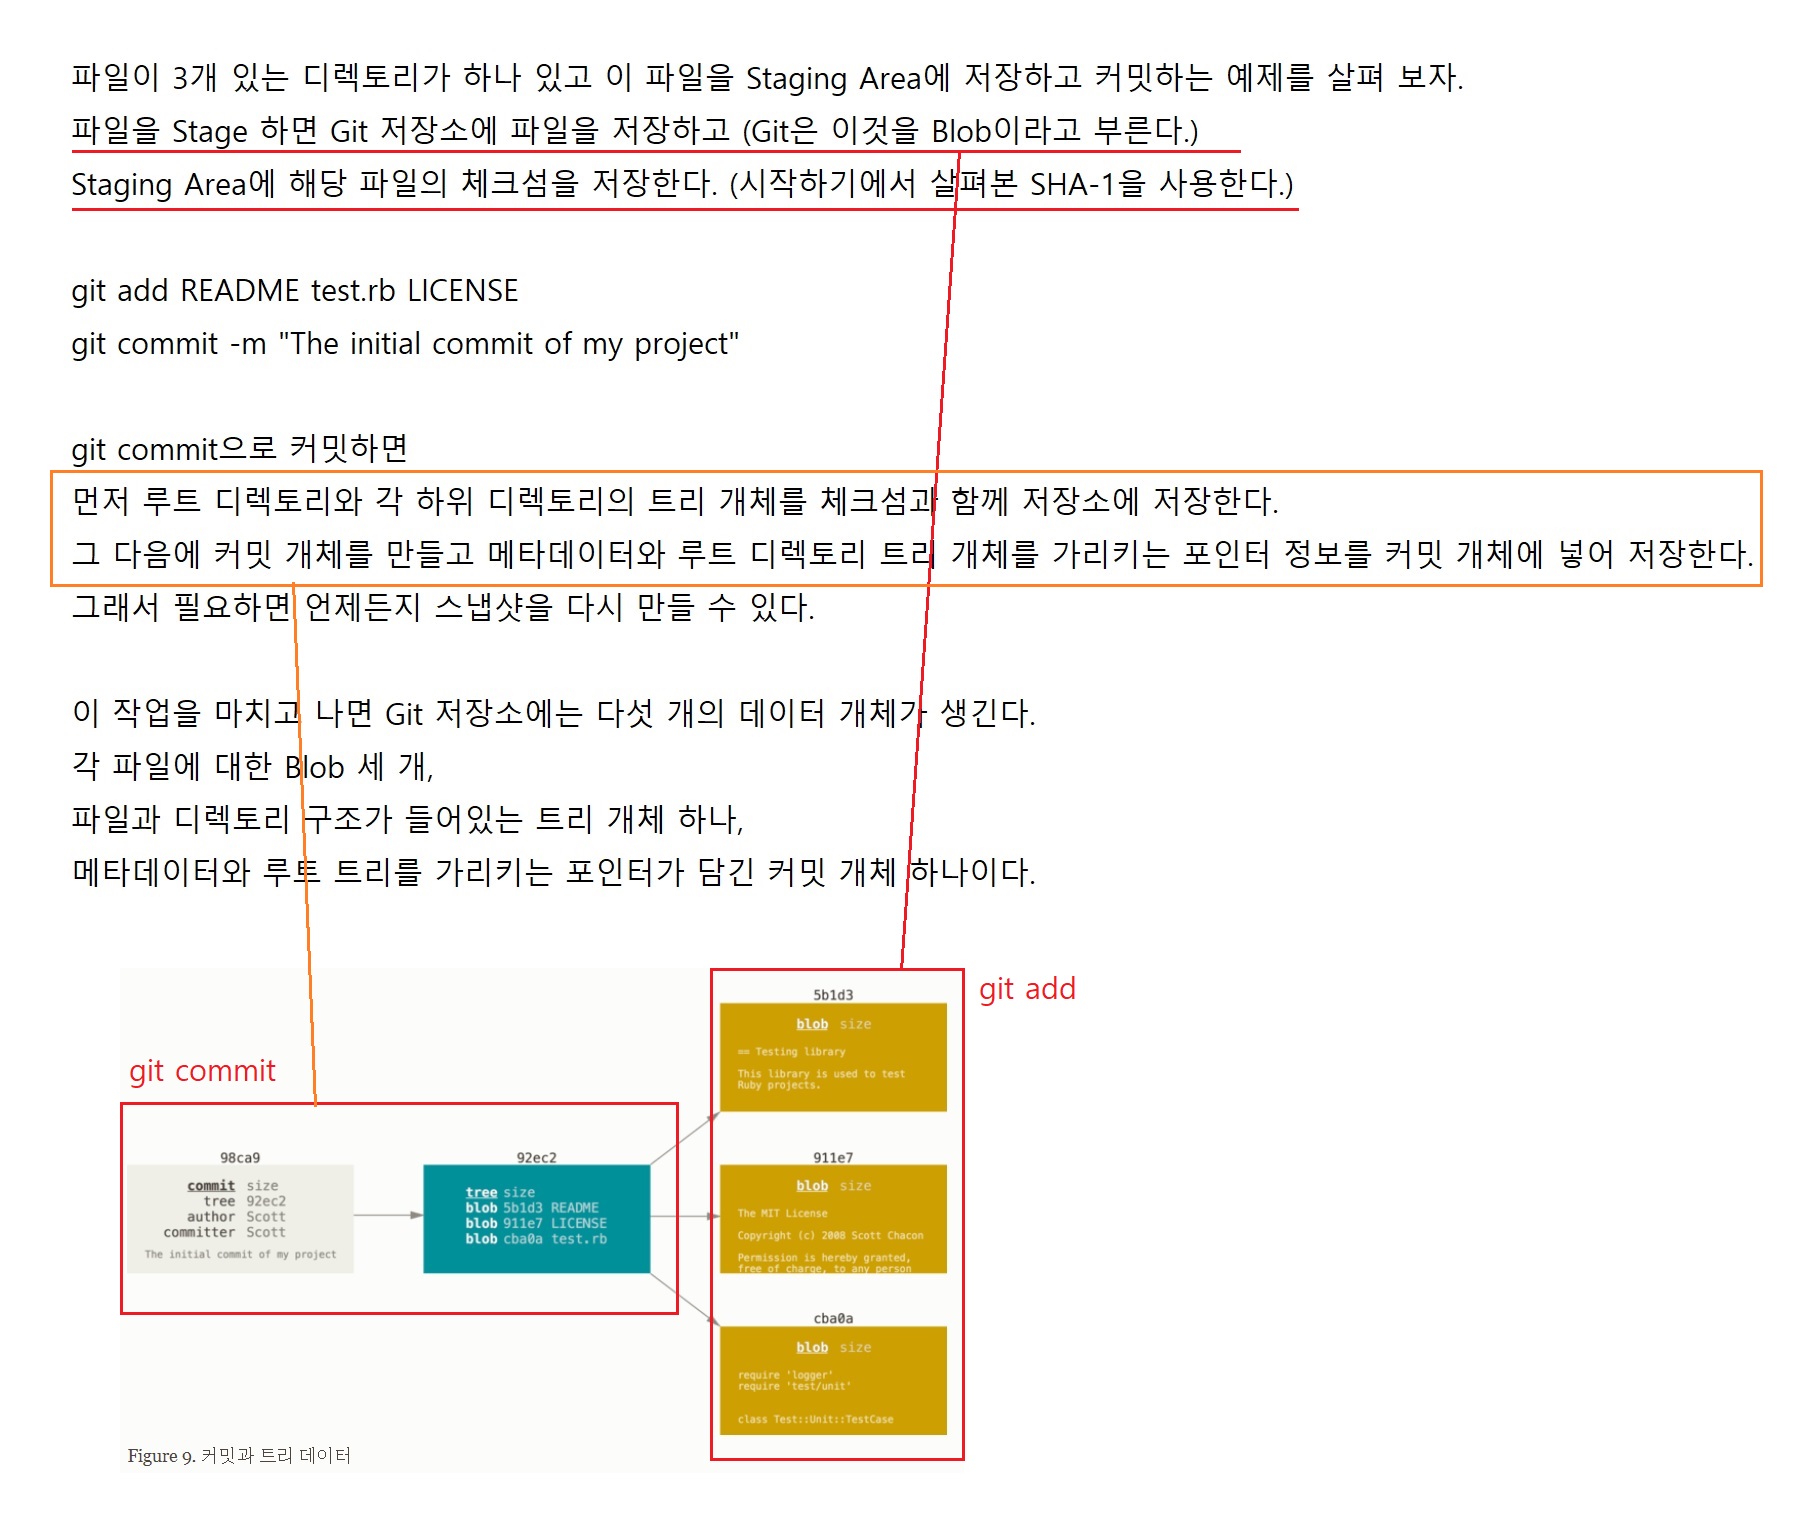 파일이 3개 있는 디렉토리가 하나 있고 이 파일을 Staging Area에 저장하고 커밋하는 예제를 살펴 보자.
파일을 Stage 하면 Git 저장소에 파일을 저장하고 (Git은 이것을 Blob이라고 부른다.)
Staging Area에 해당 파일의 체크섬을 저장한다. (시작하기에서 살펴본 SHA-1을 사용한다.)
git add README test.rb LICENSE
git commit -m "The initial commit of my project"
git commit으로 커밋하면
먼저 루트 디렉토리와 각 하위 디렉토리의 트리 개체를 체크섬과 함께 저장소에 저장한다.
그 다음에 커밋 개체를 만들고 메타데이터와 루트 디렉토리 트리 개체를 가리키는 포인터 정보를 커밋 개체에 넣어 저장한다.
그래서 필요하면 언제든지 스냅샷을 다시 만들 수 있다.
이 작업을 마치고 나면 Git 저장소에는 다섯 개의 데이터 개체가 생긴다.
각 파일에 대한 Blob 세 개,
파일과 디렉토리 구조가 들어있는 트리 개체 하나,
메타데이터와 루트 트리를 가리키는 포인터가 담긴 커밋 개체 하나이다.
git commit
98ca9
commit size
tree 92ec2
author Scott
committer Scott
The initial commit of my project
92ec2
tree size
blob 5b1d3 README
blob 911e7 LICENSE
blob cba0a test.rb
git add
5b1d3
blob size
== Testing library
This library is used to test
Ruby projects.
911e7
blob size
The MIT License
Copyright (c) 2008 Scott Chacon
Permission is hereby granted,
free of charge, to any person
cba0a
blob size
require 'logger'
require 'test/unit'
class Test::Unit::TestCase
Figure 9. 커밋과 트리 데이터